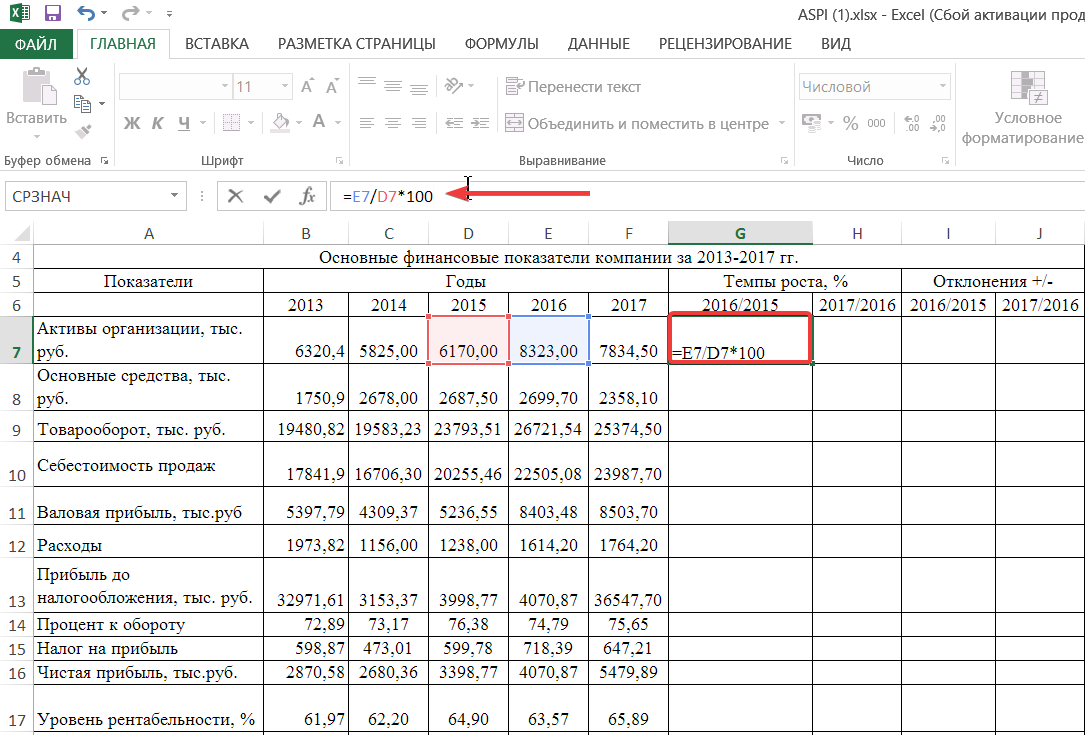 ASPI (1).xlsx - Excel (Сбой активации прод
ФАЙЛ ГЛАВНАЯ ВСТАВКА РАЗМЕТКА СТРАНИЦЫ ФОРМУЛЫ ДАННЫЕ РЕЦЕНЗИРОВАНИЕ ВИД
11 Перенести текст Числовой
Вставить Ж К Ч А Объединить и поместить в центре % 000 Условное
форматирование
Буфер обмена Шрифт Выравнивание Число
СРЗНАЧ fx =E7/D7*100
A B C D E F G H I J
4 Основные финансовые показатели компании за 2013-2017 гг.
5 Показатели Годы Темпы роста, % Отклонения +/-
6 2013 2014 2015 2016 2017 2016/2015 2017/2016 2016/2015 2017/2016
Активы организации, тыс.
7 руб. 6320,4 5825,00 6170,00 8323,00 7834,50 =E7/D7*100
Основные средства, тыс.
8 руб. 1750,9 2678,00 2687,50 2699,70 2358,10
9 Товарооборот, тыс. руб. 19480,82 19583,23 23793,51 26721,54 25374,50
10 Себестоимость продаж 17841,9 16706,30 20255,46 22505,08 23987,70
11 Валовая прибыль, тыс.руб 5397,79 4309,37 5236,55 8403,48 8503,70
12 Расходы 1973,82 1156,00 1238,00 1614,20 1764,20
Прибыль до
13 налогообложения, тыс. руб. 32971,61 3153,37 3998,77 4070,87 36547,70
14 Процент к обороту 72,89 73,17 76,38 74,79 75,65
15 Налог на прибыль 598,87 473,01 599,78 718,39 647,21
16 Чистая прибыль, тыс.руб. 2870,58 2680,36 3398,77 4070,87 5479,89
17 Уровень рентабельности, % 61,97 62,20 64,90 63,57 65,89